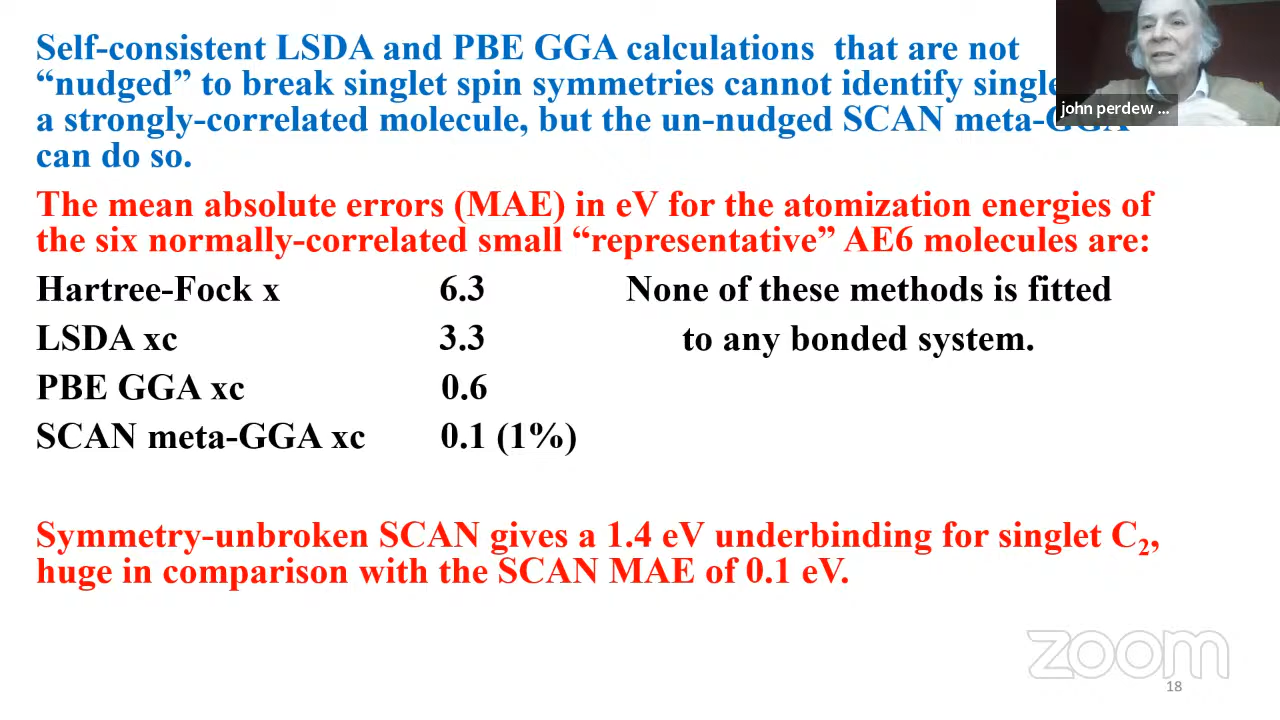 Self-consistent LSDA and PBE GGA calculations that are not
“nudged” to break singlet spin symmetries cannot identify
a strongly-correlated molecule, but the un-nudged SCAN meta-GGA
can do so.
john perdew ...
The mean absolute errors (MAE) in eV for the atomization energies of
the six normally-correlated small “representative” AE6 molecules are:
Hartree-Fock x 6.3 None of these methods is fitted
LSDA xc 3.3 to any bonded system.
PBE GGA xc 0.6
SCAN meta-GGA xc 0.1 (1%)
Symmetry-unbroken SCAN gives a 1.4 eV underbinding for singlet C₂,
huge in comparison with the SCAN MAE of 0.1 eV.
zoom
18